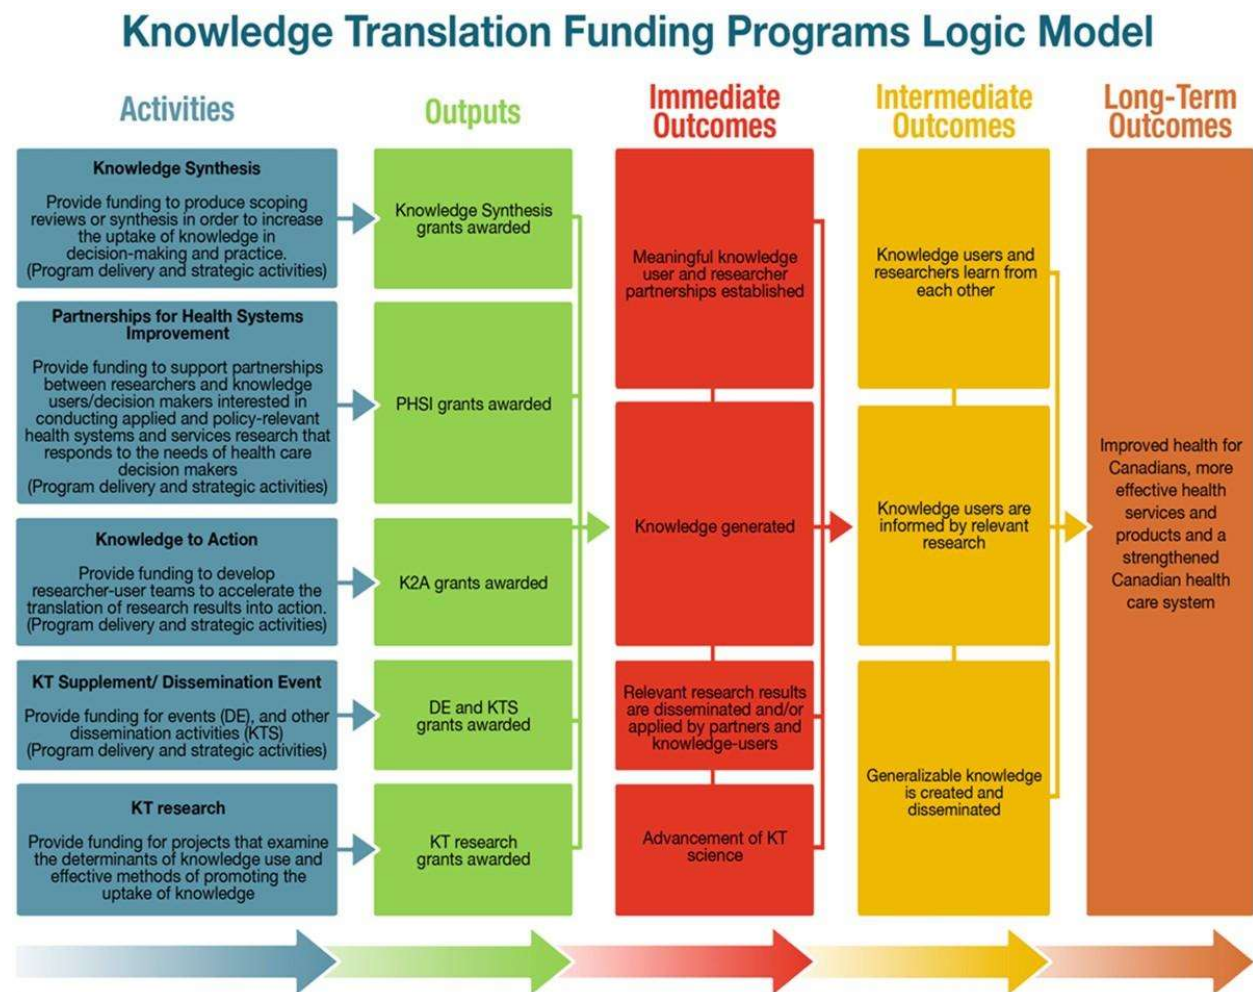 Knowledge Translation Funding Programs Logic Model
Activities
Knowledge Synthesis
Provide funding to produce scoping
reviews or synthesis in order to increase
the uptake of knowledge in
decision-making and practice.
(Program delivery and strategic activities)
Partnerships for Health Systems
Improvement
Provide funding to support partnerships
between researchers and knowledge
users/decision makers interested in
conducting applied and policy-relevant
health systems and services research that
responds to the needs of health care
decision makers
(Program delivery and strategic activities)
Knowledge to Action
Provide funding to develop
researcher-user teams to accelerate the
translation of research results into action.
(Program delivery and strategic activities)
KT Supplement/ Dissemination Event
Provide funding for events (DE), and other
dissemination activities (KTS)
(Program delivery and strategic activities)
KT research
Provide funding for projects that examine
the determinants of knowledge use and
effective methods of promoting the
uptake of knowledge
Outputs
Knowledge Synthesis
grants awarded
PHSI grants awarded
K2A grants awarded
DE and KTS
grants awarded
KT research
grants awarded
Immediate
Outcomes
Meaningful knowledge
user and researcher
partnerships established
Knowledge generated
Relevant research results
are disseminated and/or
applied by partners and
knowledge-users
Advancement of KT
science
Intermediate
Outcomes
Knowledge users and
researchers learn from
each other
Knowledge users are
informed by relevant
research
Generalizable knowledge
is created and
disseminated
Long-Term
Outcomes
Improved health for
Canadians, more
effective health
services and
products and a
strengthened
Canadian health
care system